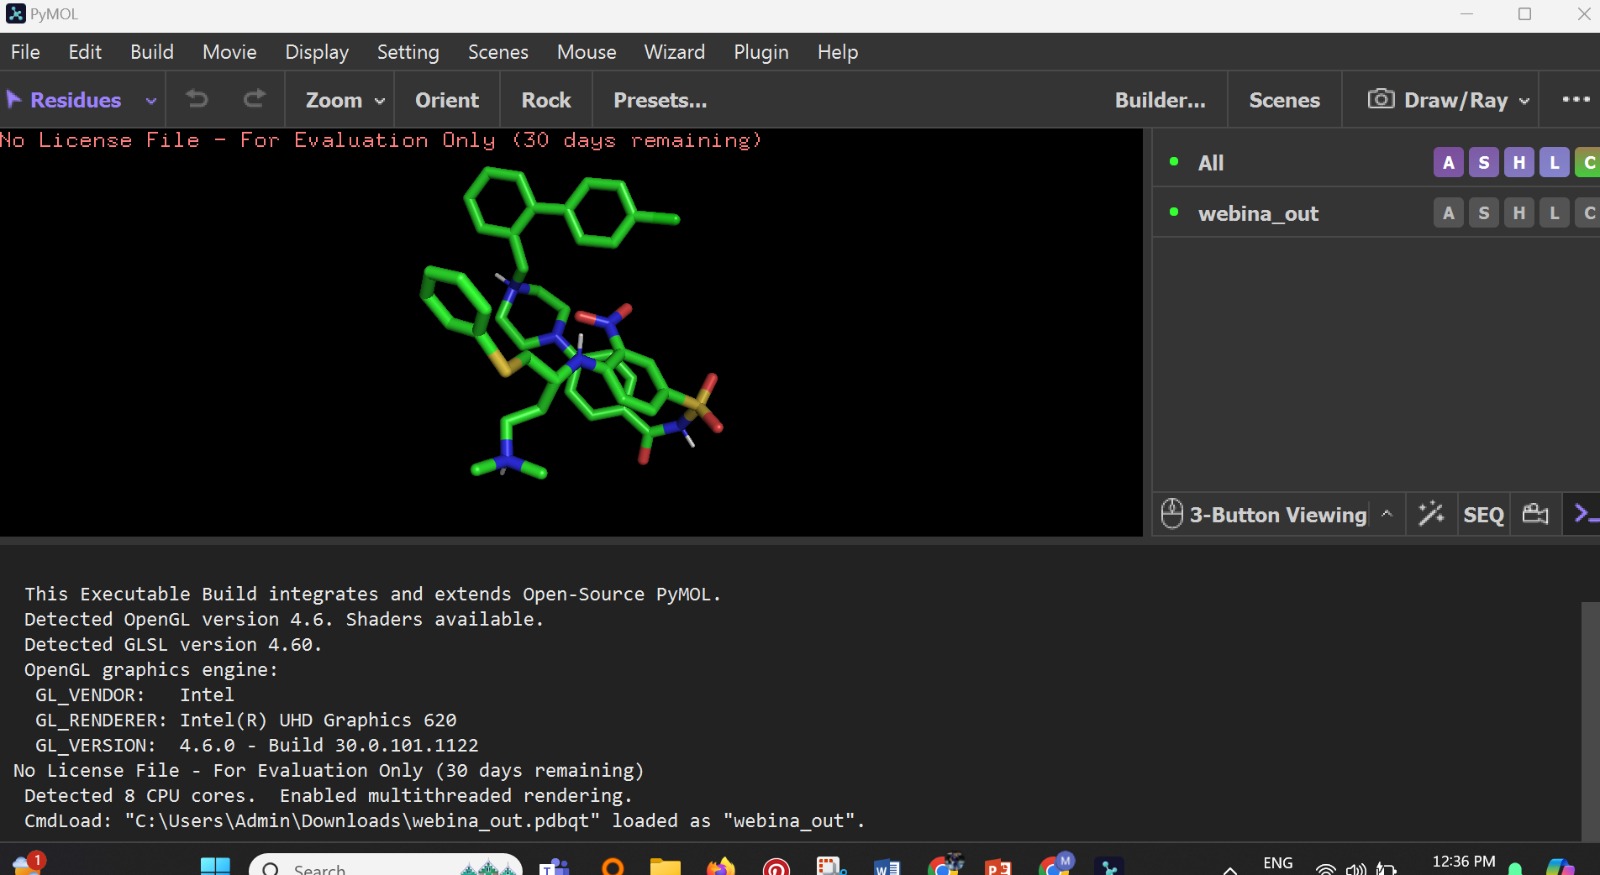 PyMOL
File Edit Build Movie Display Setting Scenes Mouse Wizard Plugin Help
Residues Zoom Orient Rock Presets... Builder... Scenes Draw/Ray
No License File - For Evaluation Only (30 days remaining)
All A S H L C
webina_out A S H L C
3-Button Viewing SEQ
This Executable Build integrates and extends Open-Source PyMOL.
Detected OpenGL version 4.6. Shaders available.
Detected GLSL version 4.60.
OpenGL graphics engine:
GL_VENDOR: Intel
GL_RENDERER: Intel(R) UHD Graphics 620
GL_VERSION: 4.6.0 - Build 30.0.101.1122
No License File - For Evaluation Only (30 days remaining)
Detected 8 CPU cores. Enabled multithreaded rendering.
CmdLoad: "C:\Users\Admin\Downloads\webina_out.pdbqt" loaded as "webina_out".
1 Search M ENG 12:36 PM